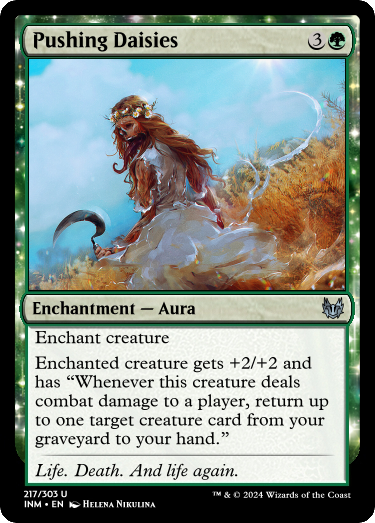 Pushing Daisies 3
Enchantment — Aura
Enchant creature
Enchanted creature gets +2/+2 and
has “Whenever this creature deals
combat damage to a player, return up
to one target creature card from your
graveyard to your hand.”
Life. Death. And life again.
217/303 U
INM • EN Helena Nikulina
™ & © 2024 Wizards of the Coast